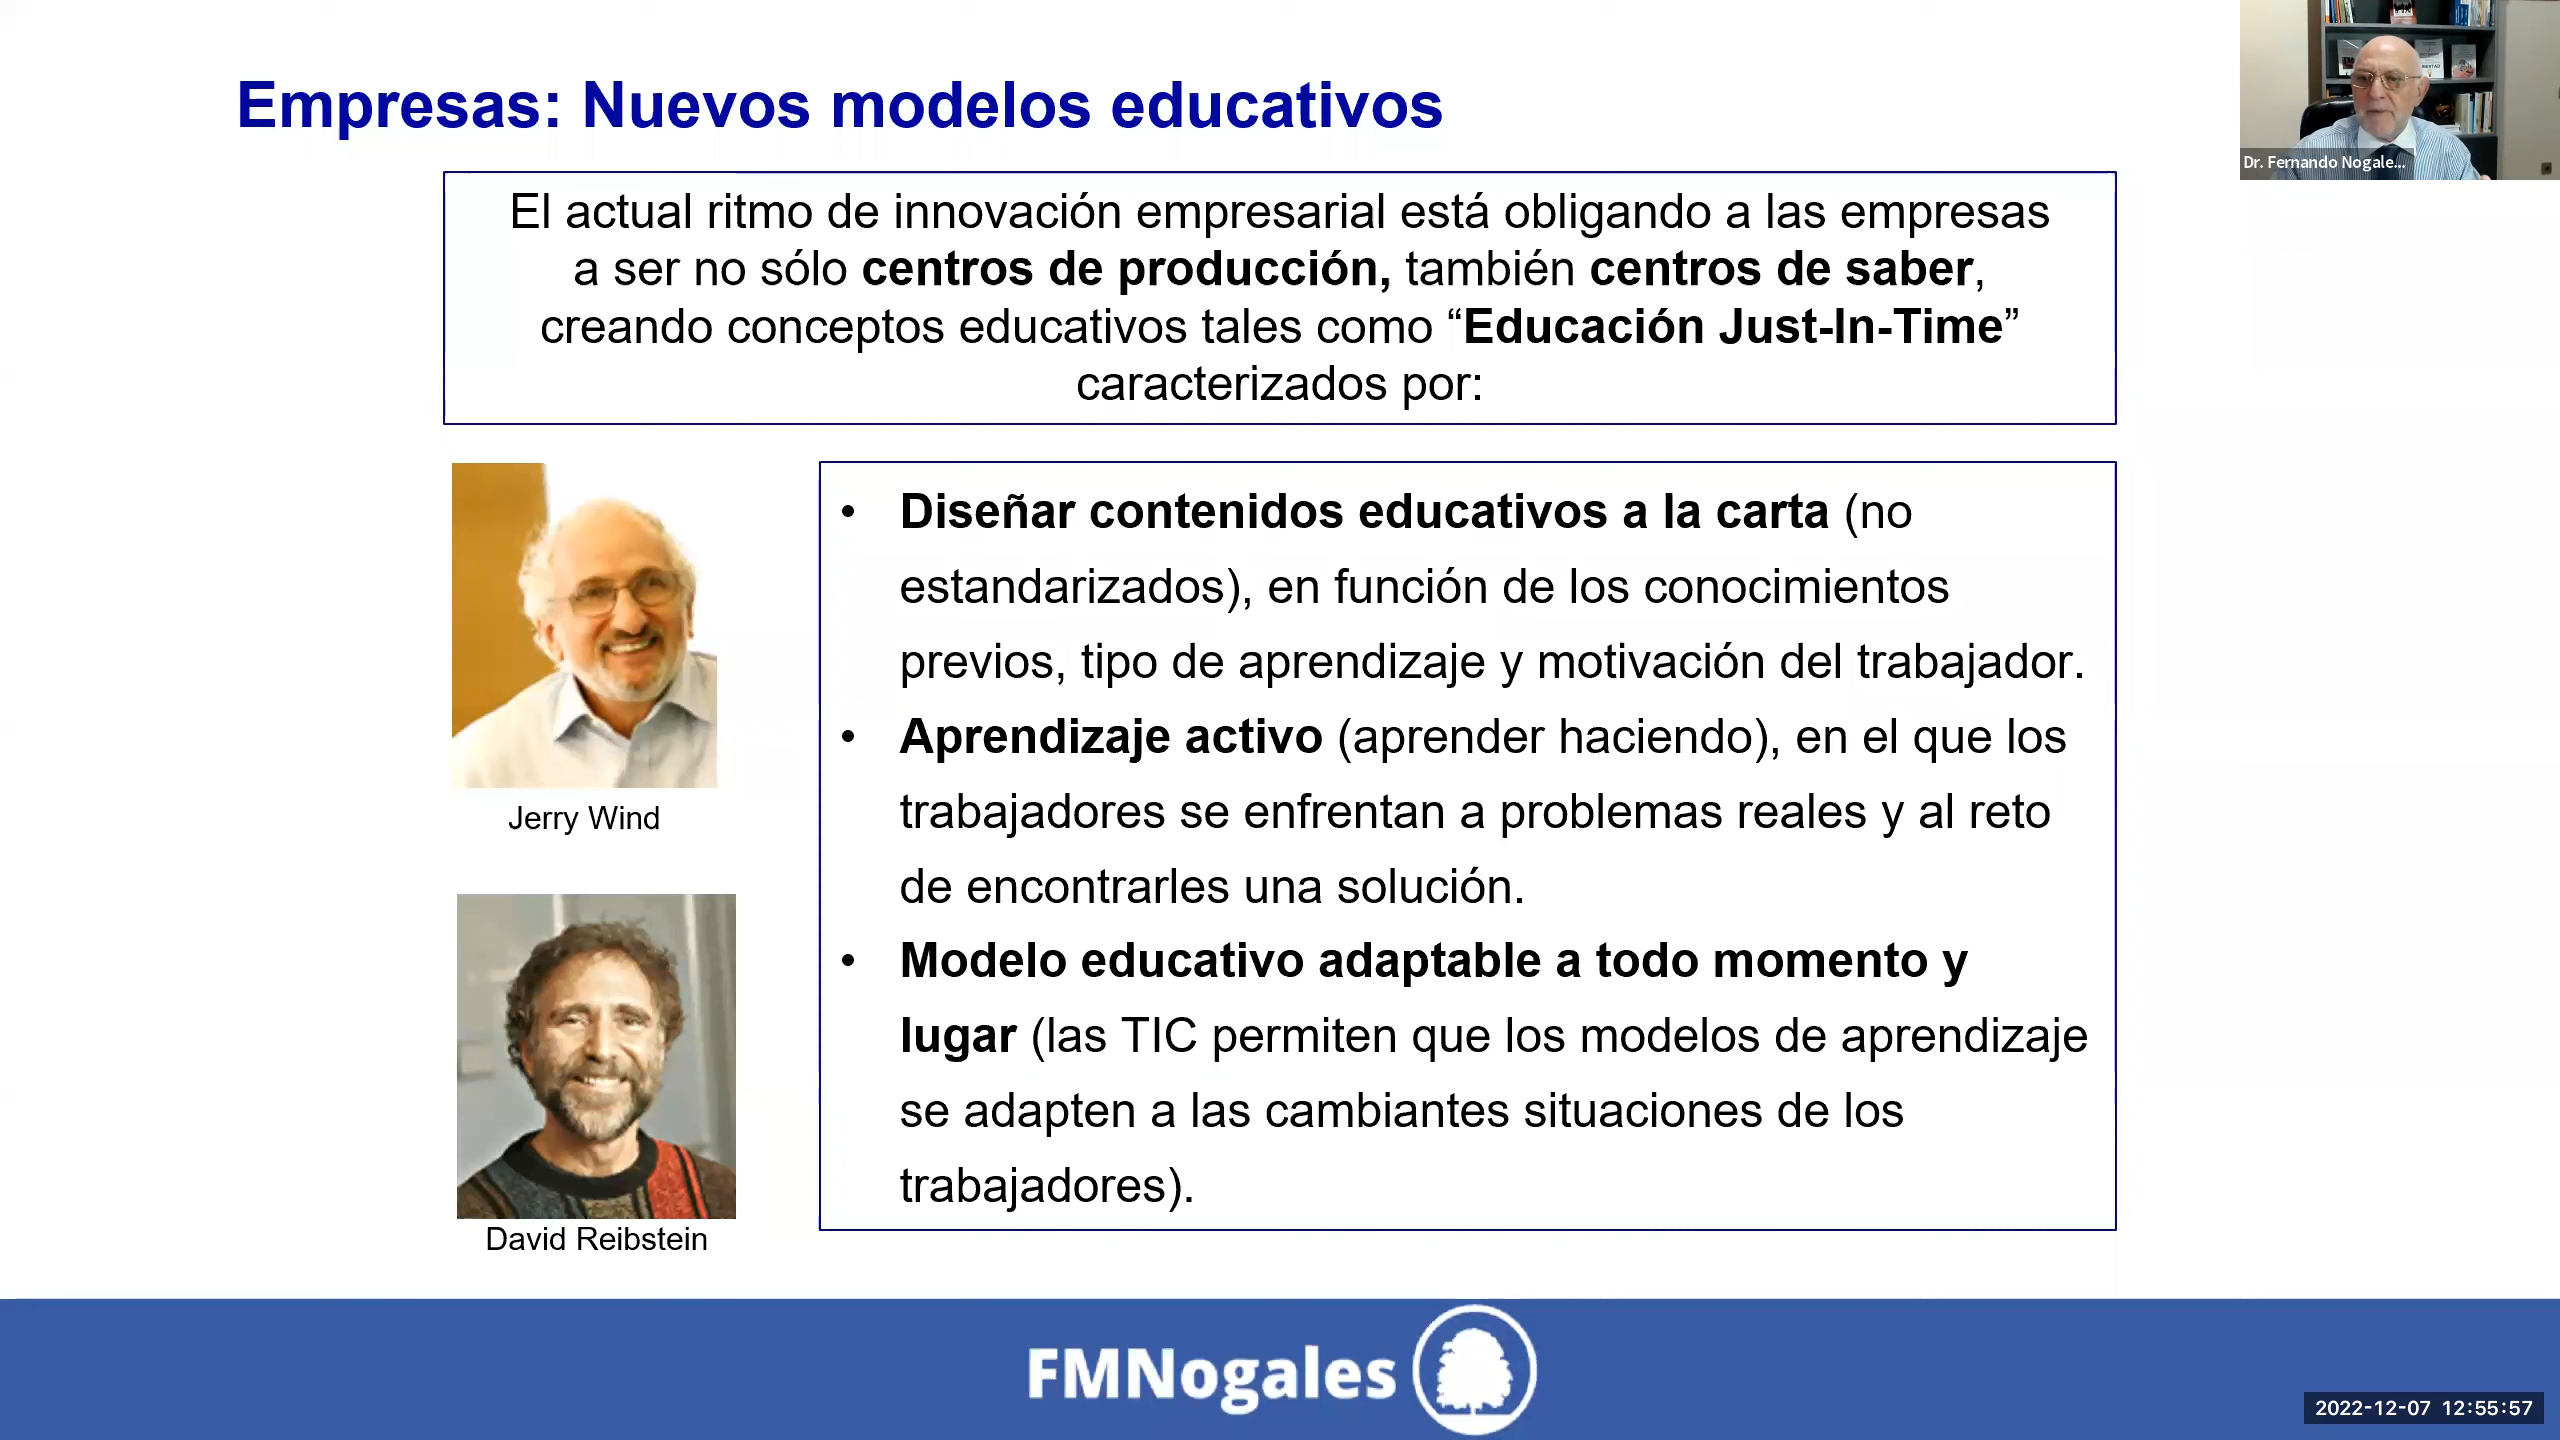 Empresas: Nuevos modelos educativos
Dr. Fernando Nogale...
El actual ritmo de innovación empresarial está obligando a las empresas
a ser no sólo centros de producción, también centros de saber,
creando conceptos educativos tales como “Educación Just-In-Time”
caracterizados por:
Jerry Wind
David Reibstein
• Diseñar contenidos educativos a la carta (no
estandarizados), en función de los conocimientos
previos, tipo de aprendizaje y motivación del trabajador.
• Aprendizaje activo (aprender haciendo), en el que los
trabajadores se enfrentan a problemas reales y al reto
de encontrarles una solución.
• Modelo educativo adaptable a todo momento y
lugar (las TIC permiten que los modelos de aprendizaje
se adapten a las cambiantes situaciones de los
trabajadores).
FMNogales
2022-12-07 12:55:57